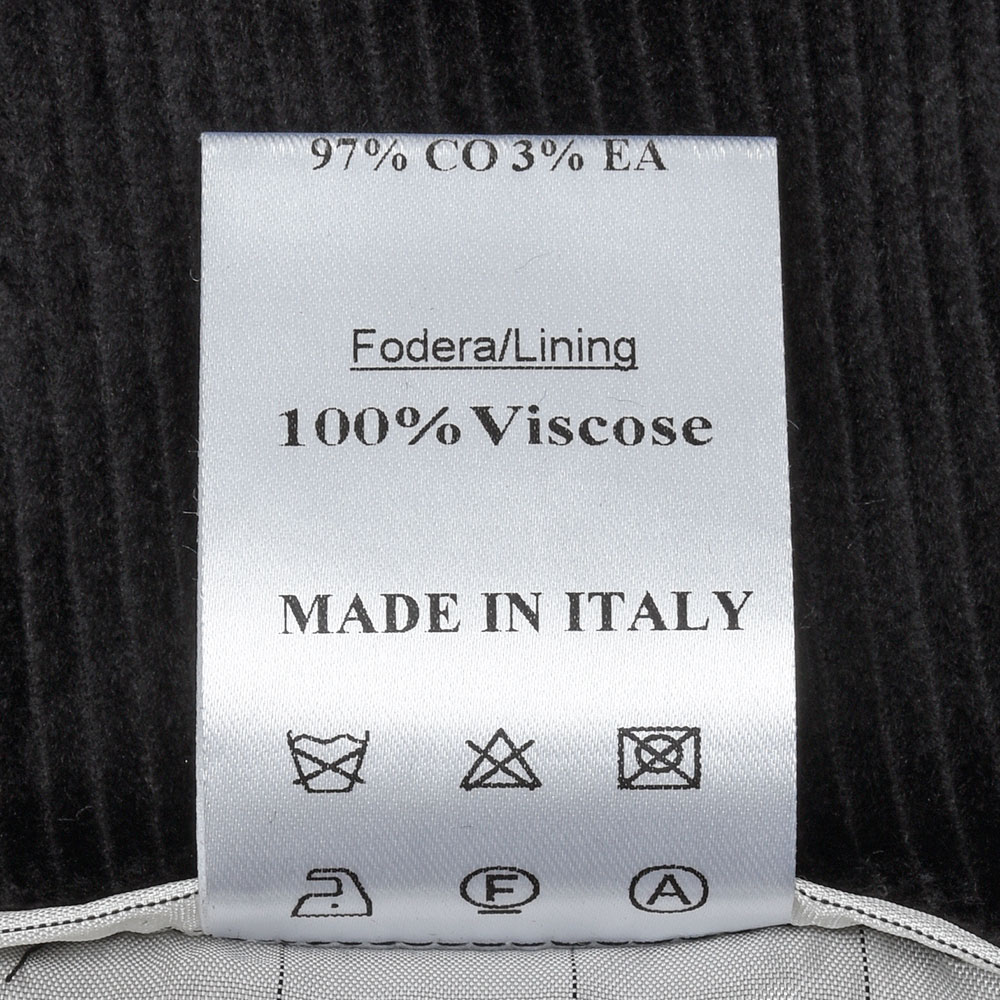 97% CO 3% EA
Fodera/Lining
100% Viscose
MADE IN ITALY
F A